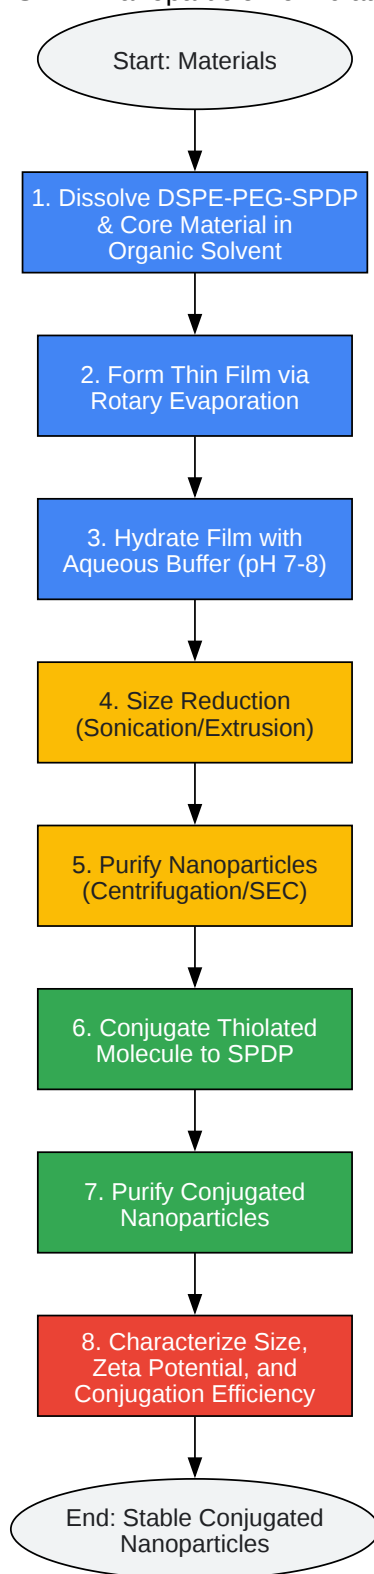 Start: Materials
1. Dissolve DSPE-PEG-SPDP
& Core Material in
Organic Solvent
2. Form Thin Film via
Rotary Evaporation
3. Hydrate Film with
Aqueous Buffer (pH 7-8)
4. Size Reduction
(Sonication/Extrusion)
5. Purify Nanoparticles
(Centrifugation/SEC)
6. Conjugate Thiolated
Molecule to SPDP
7. Purify Conjugated
Nanoparticles
8. Characterize Size,
Zeta Potential, and
Conjugation Efficiency
End: Stable Conjugated
Nanoparticles